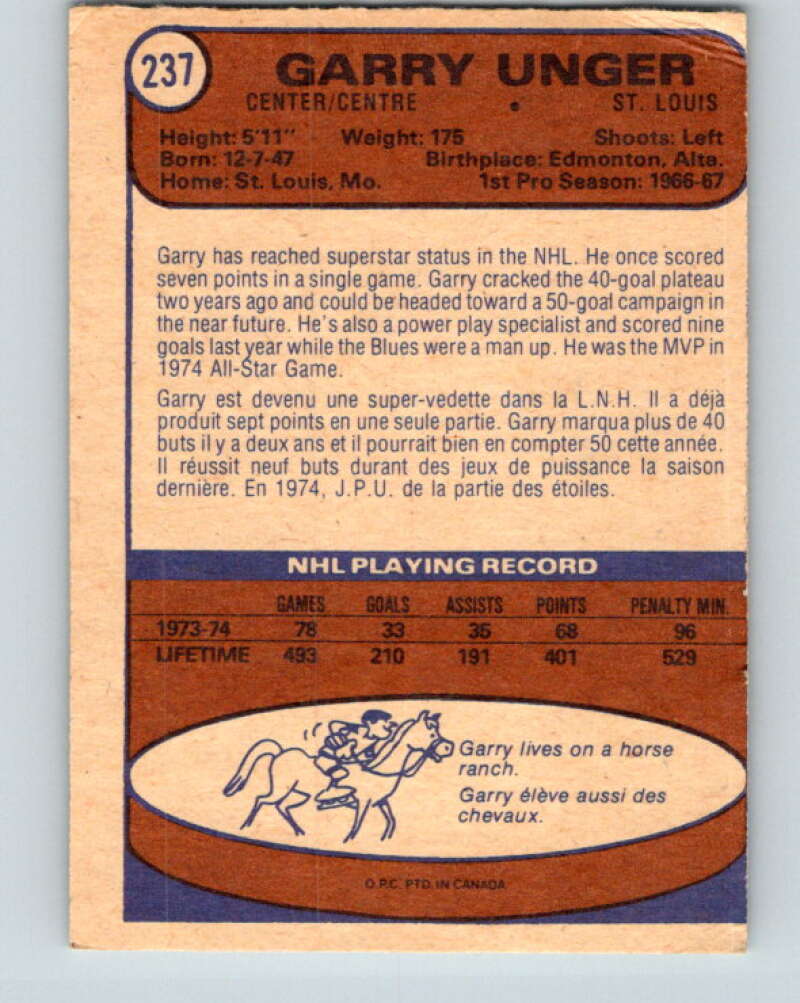 237 GARRY UNGER
CENTER/CENTRE • ST. LOUIS
Height: 5'11" Weight: 175 Shoots: Left
Born: 12-7-47 Birthplace: Edmonton, Alta.
Home: St. Louis, Mo. 1st Pro Season: 1966-67
Garry has reached superstar status in the NHL. He once scored
seven points in a single game. Garry cracked the 40-goal plateau
two years ago and could be headed toward a 50-goal campaign in
the near future. He's also a power play specialist and scored nine
goals last year while the Blues were a man up. He was the MVP in
1974 All-Star Game.
Garry est devenu une super-vedette dans la L.N.H. Il a déjà
produit sept points en une seule partie. Garry marqua plus de 40
buts il y a deux ans et il pourrait bien en compter 50 cette année.
Il réussit neuf buts durant des jeux de puissance la saison
dernière. En 1974, J.P.U. de la partie des étoiles.
NHL PLAYING RECORD
GAMES GOALS ASSISTS POINTS PENALTY MIN.
1973-74 78 33 35 68 96
LIFETIME 493 210 191 401 529
Garry lives on a horse
ranch.
Garry élève aussi des
chevaux.
O.P.C. PTD. IN CANADA